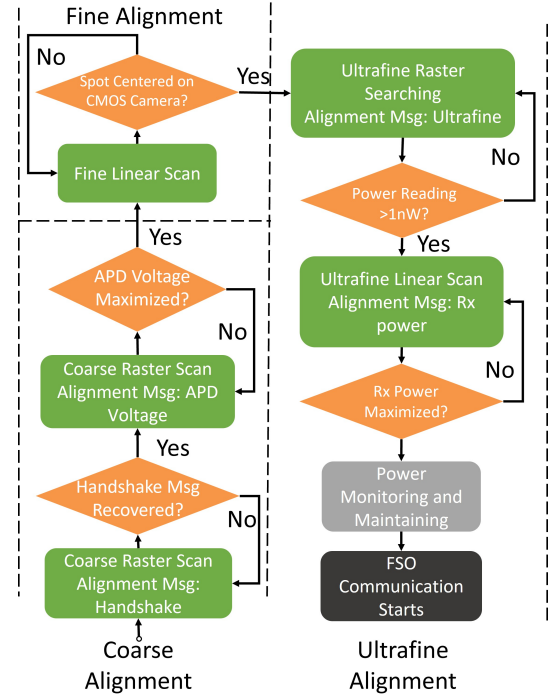 Fine Alignment
No
Spot Centered on
CMOS Camera?
Yes
Fine Linear Scan
Yes
APD Voltage
Maximized?
No
Coarse Raster Scan
Alignment Msg: APD
Voltage
Yes
Handshake Msg
Recovered?
No
Coarse Raster Scan
Alignment Msg:
Handshake
Coarse
Alignment
Ultrafine Raster
Searching
Alignment Msg: Ultrafine
No
Power Reading
>1nW?
Yes
Ultrafine Linear Scan
Alignment Msg: Rx
power
No
Rx Power
Maximized?
Power
Monitoring and
Maintaining
FSO
Communication
Starts
Ultrafine
Alignment